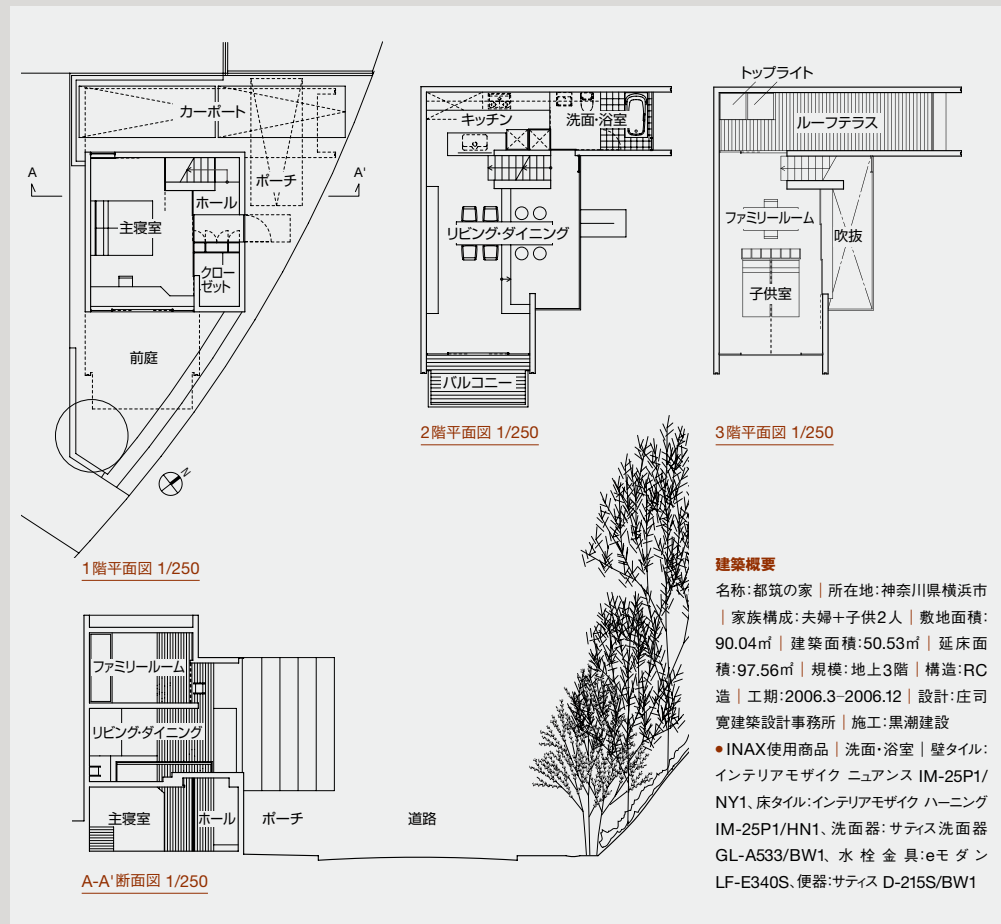 カーポート
A
A'
ポーチ
ホール
主寝室
クロー
ゼット
前庭
N
1階平面図 1/250
キッチン
洗面・浴室
リビング・ダイニング
バルコニー
2階平面図 1/250
トップライト
ルーフテラス
ファミリールーム
吹抜
子供室
3階平面図 1/250
ファミリールーム
リビング・ダイニング
主寝室
ホール
ポーチ
道路
A-A'断面図 1/250
建築概要
名称:都筑の家|所在地:神奈川県横浜市
|家族構成:夫婦+子供2人|敷地面積:
90.04㎡|建築面積:50.53㎡|延床面
積:97.56㎡|規模:地上3階|構造:RC
造|工期:2006.3–2006.12|設計:庄司
寛建築設計事務所|施工:黒潮建設
●INAX使用商品|洗面・浴室|壁タイル:
インテリアモザイク ニュアンス IM-25P1/
NY1、床タイル:インテリアモザイク ハーニング
IM-25P1/HN1、洗面器:サティス洗面器
GL-A533/BW1、水栓金具:eモダン
LF-E340S、便器:サティス D-215S/BW1